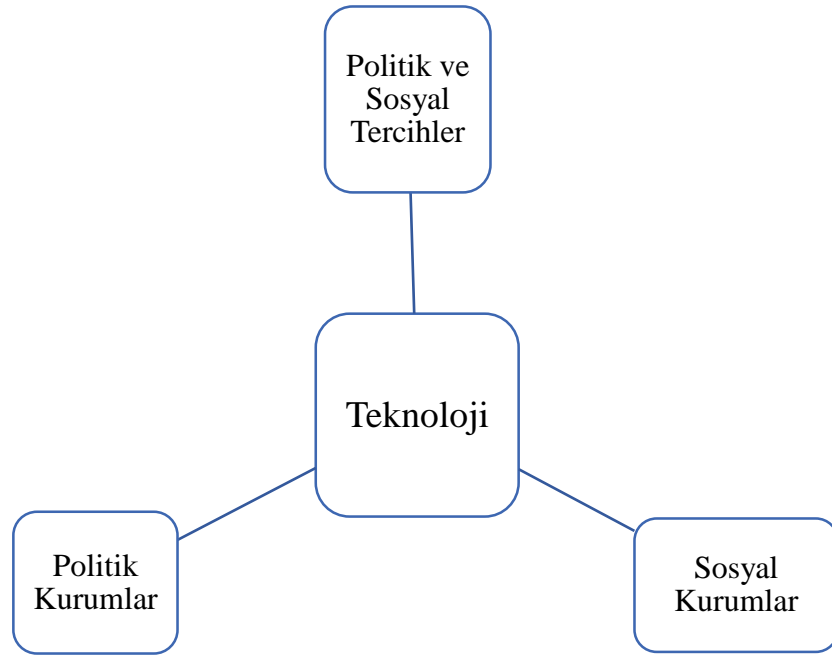 Politik ve
Sosyal
Tercihler
Teknoloji
Politik
Kurumlar
Sosyal
Kurumlar